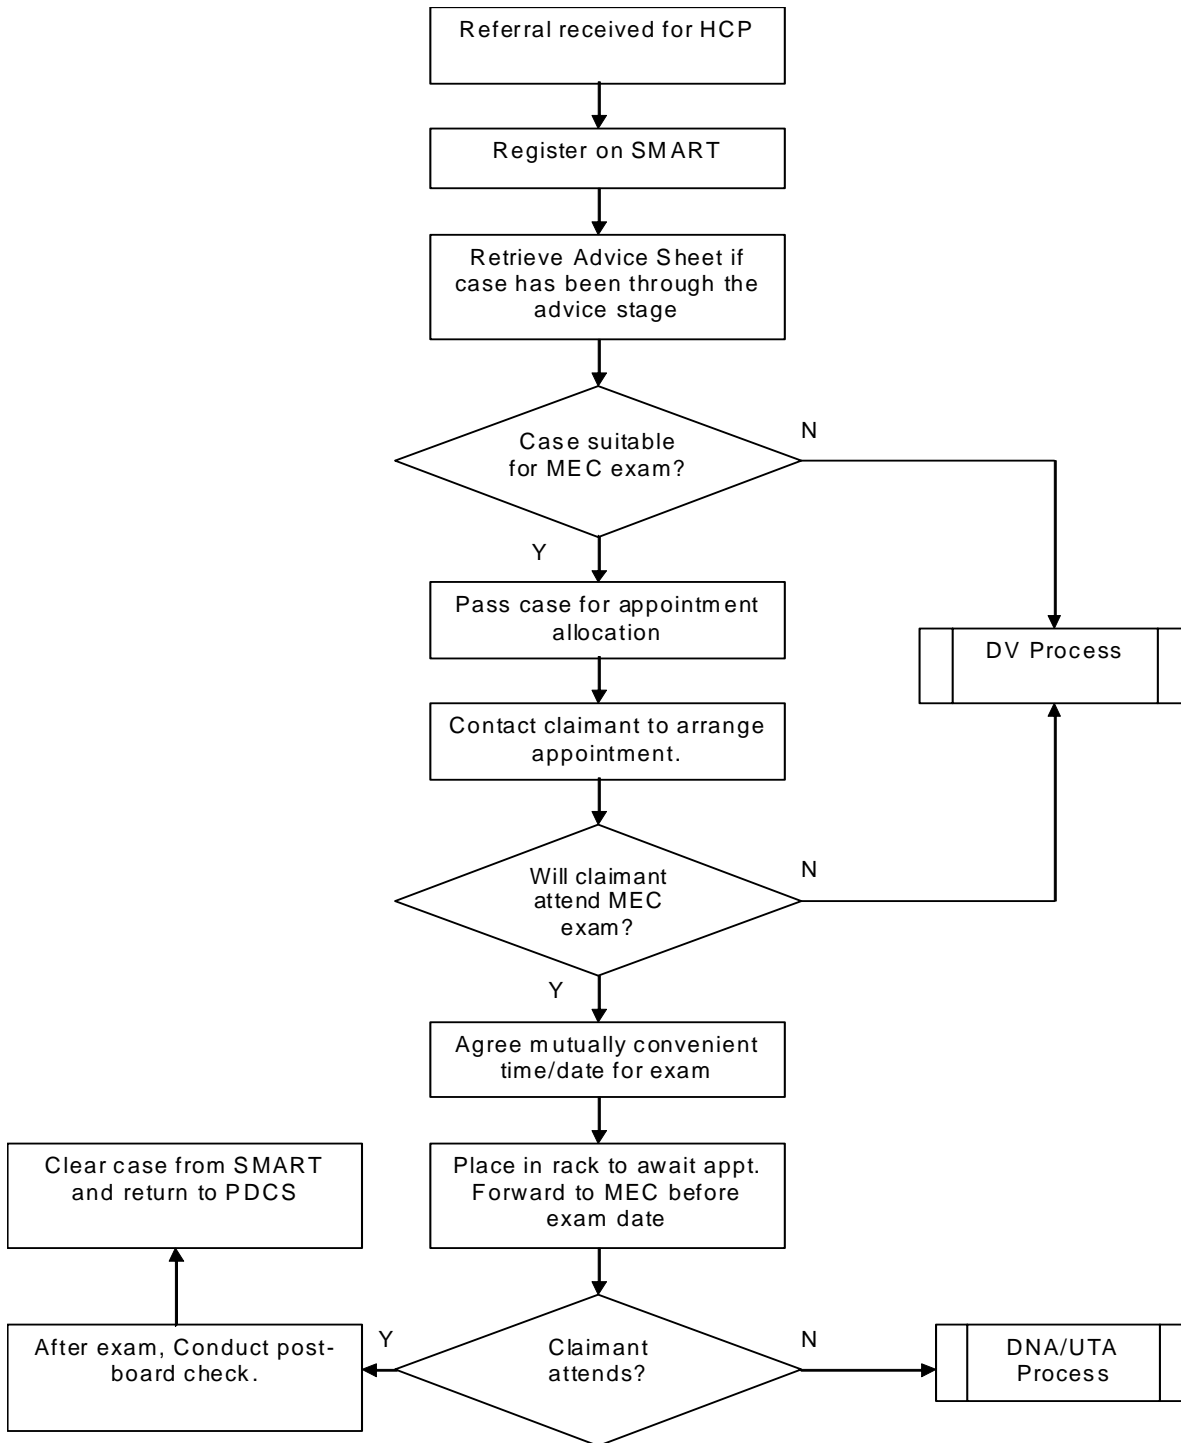 Referral received for HCP
Register on SMART
Retrieve Advice Sheet if
case has been through the
advice stage
Case suitable
for MEC exam?
N
Y
Pass case for appointment
allocation
DV Process
Contact claimant to arrange
appointment.
Will claimant
attend MEC
exam?
N
Y
Agree mutually convenient
time/date for exam
Place in rack to await appt.
Forward to MEC before
exam date
Clear case from SMART
and return to PDCS
Claimant
attends?
Y
After exam, Conduct post-
board check.
N
DNA/UTA
Process